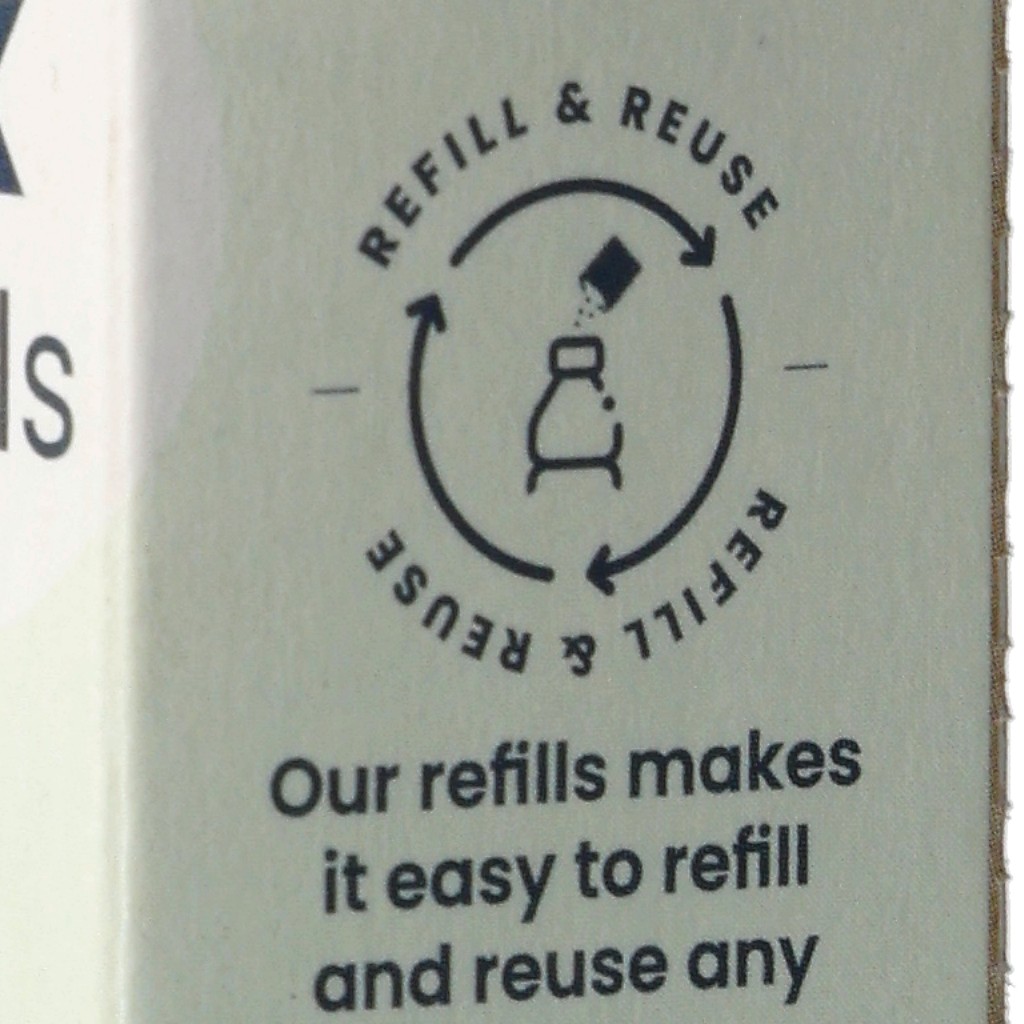 REFILL & REUSE
REFILL & REUSE
Our refills makes
it easy to refill
and reuse any